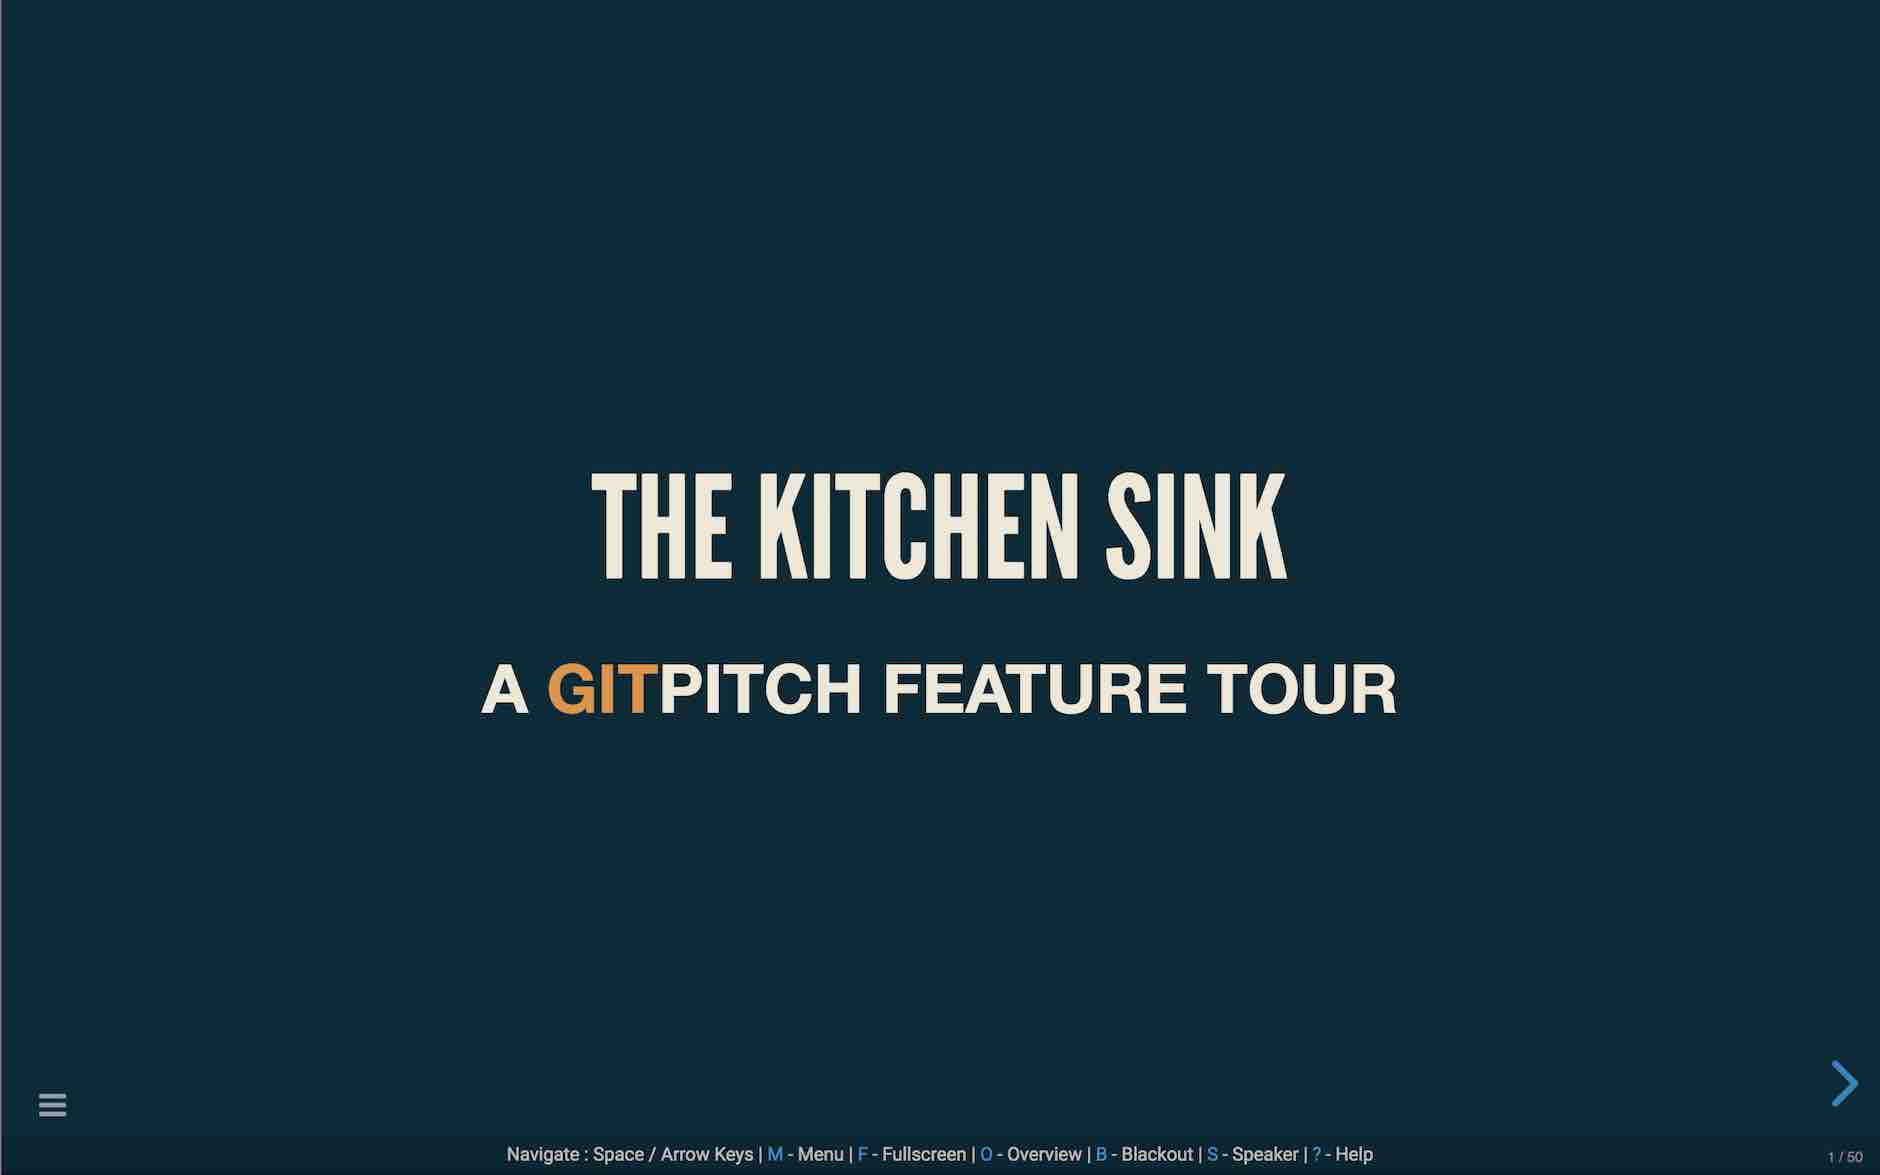 THE KITCHEN SINK
A GITPITCH FEATURE TOUR
Navigate : Space / Arrow Keys | M - Menu | F - Fullscreen | O - Overview | B - Blackout | S - Speaker | ? - Help
1 / 50